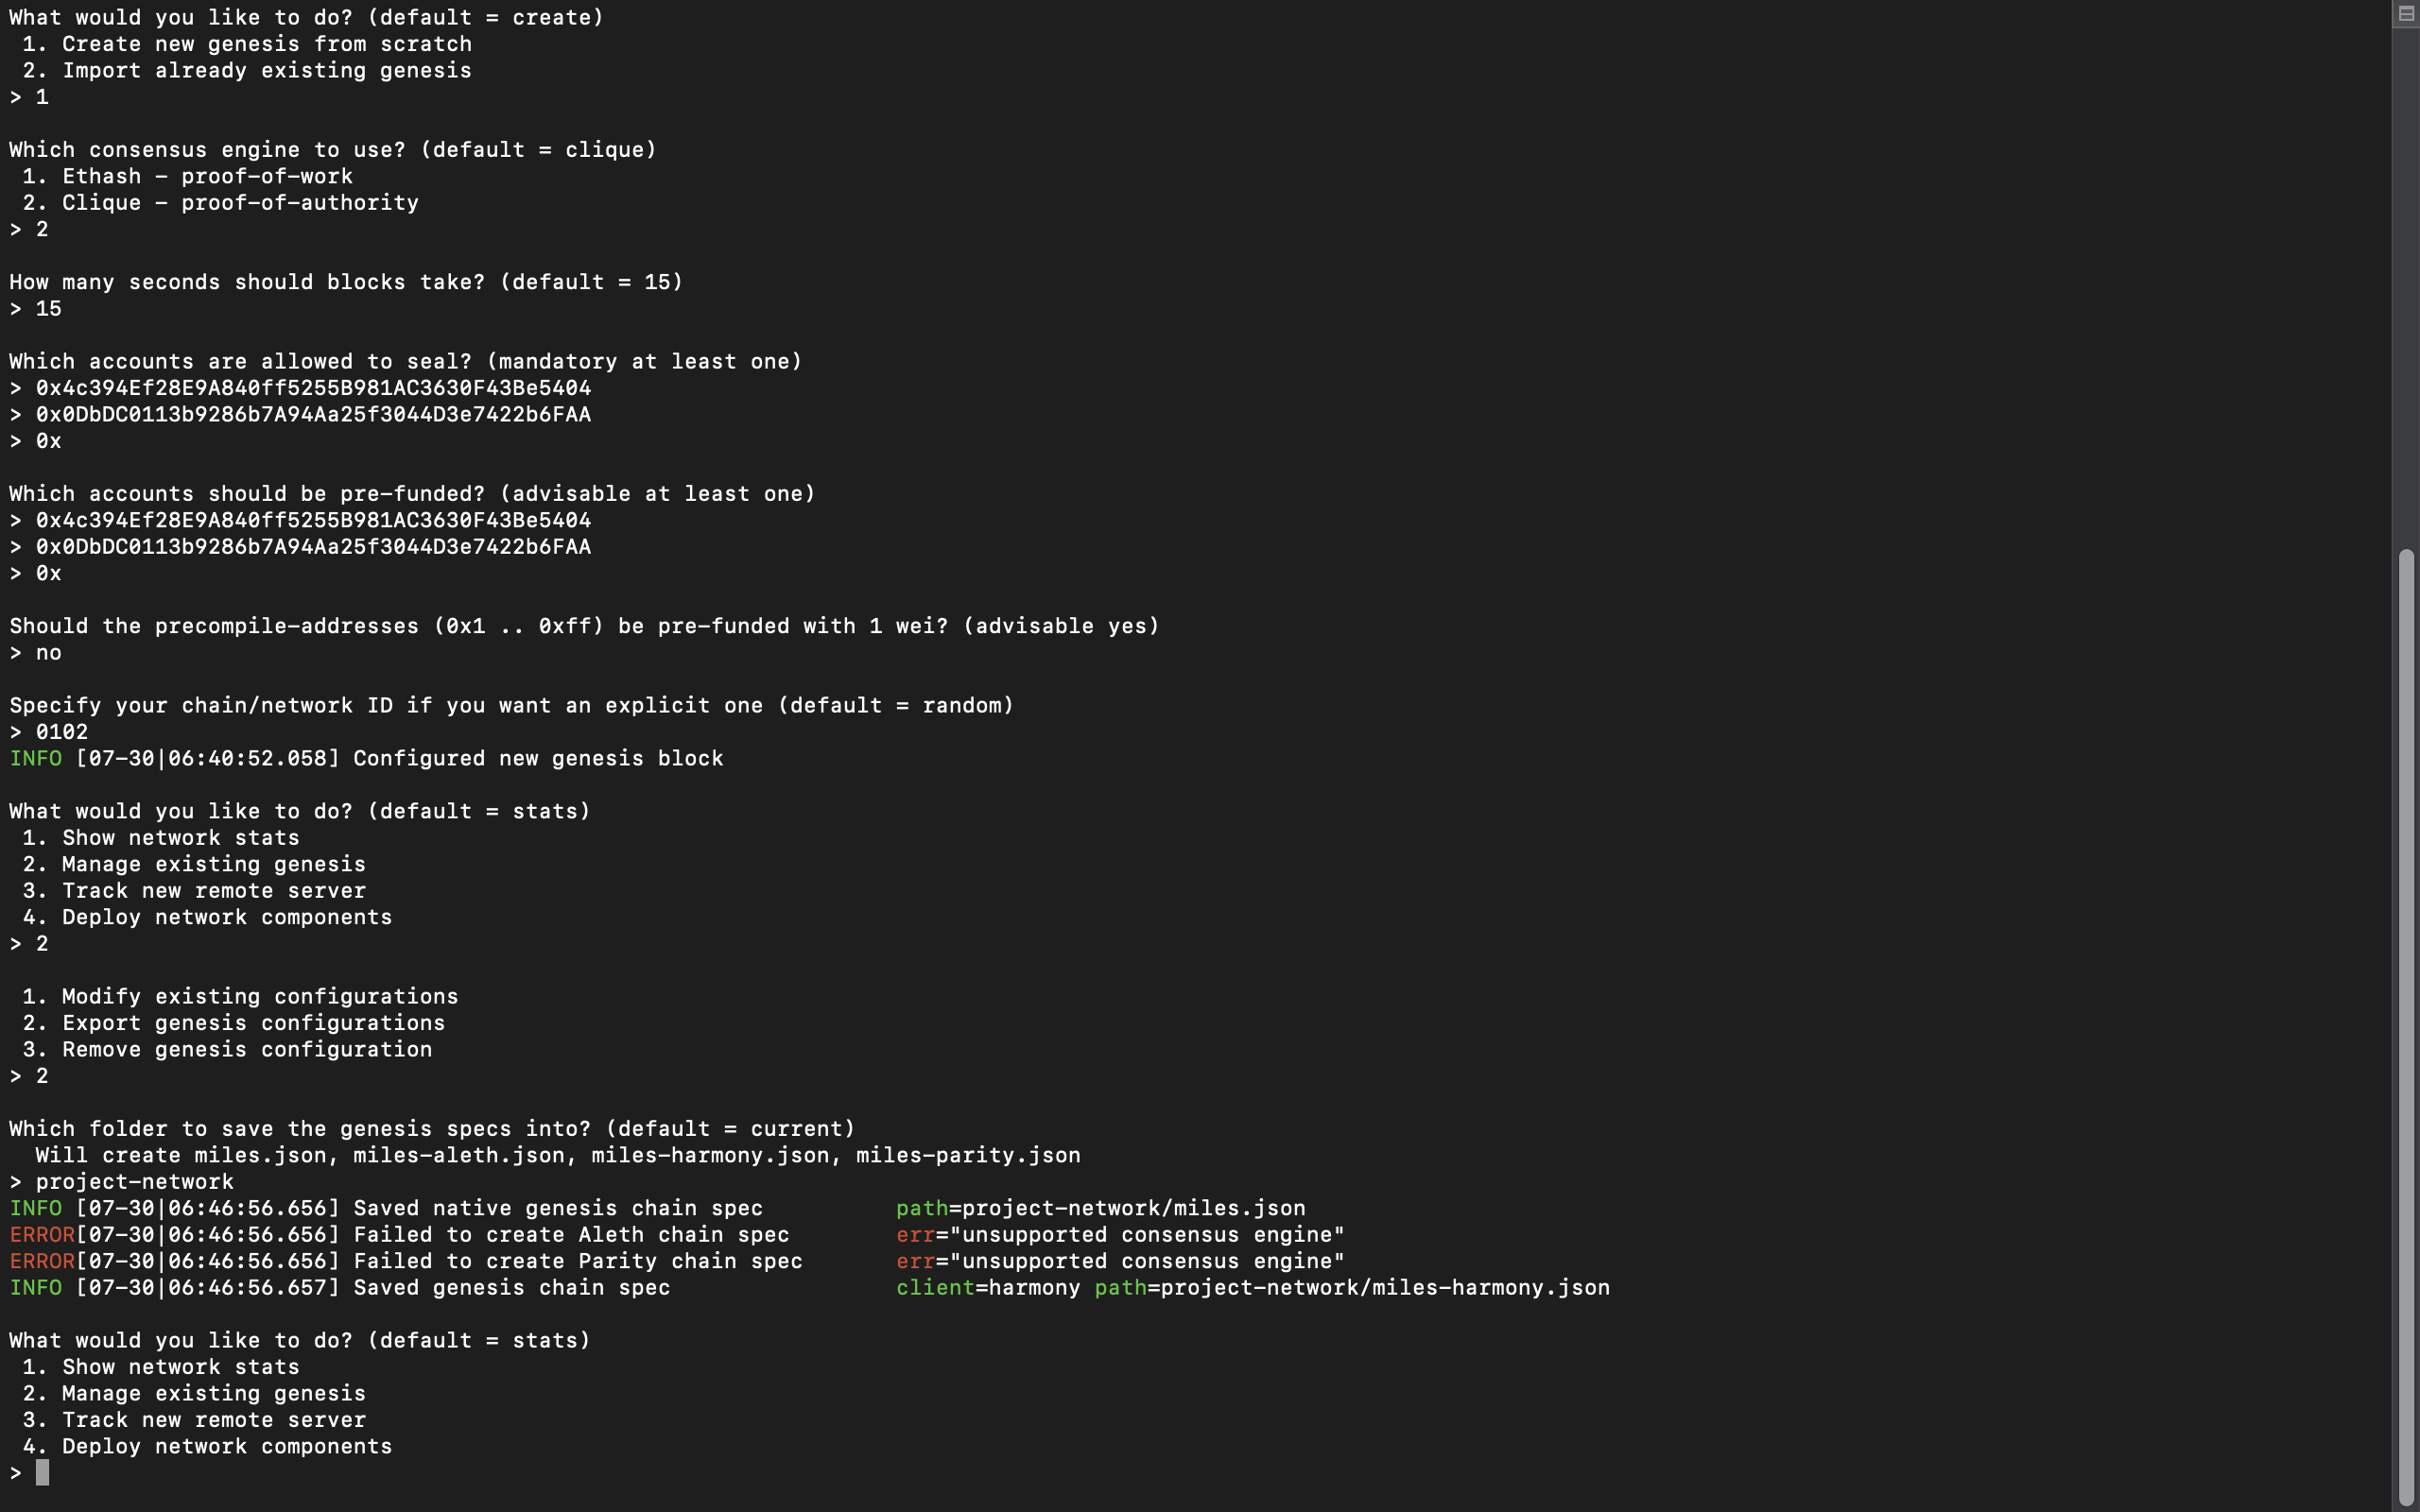 What would you like to do? (default = create)
 1. Create new genesis from scratch
 2. Import already existing genesis
> 1

Which consensus engine to use? (default = clique)
 1. Ethash - proof-of-work
 2. Clique - proof-of-authority
> 2

How many seconds should blocks take? (default = 15)
> 15

Which accounts are allowed to seal? (mandatory at least one)
> 0x4c394Ef28E9A840ff5255B981AC3630F43Be5404
> 0x0DbDC0113b9286b7A94Aa25f3044D3e7422b6FAA
> 0x

Which accounts should be pre-funded? (advisable at least one)
> 0x4c394Ef28E9A840ff5255B981AC3630F43Be5404
> 0x0DbDC0113b9286b7A94Aa25f3044D3e7422b6FAA
> 0x

Should the precompile-addresses (0x1 .. 0xff) be pre-funded with 1 wei? (advisable yes)
> no

Specify your chain/network ID if you want an explicit one (default = random)
> 0102
INFO [07-30|06:40:52.058] Configured new genesis block

What would you like to do? (default = stats)
 1. Show network stats
 2. Manage existing genesis
 3. Track new remote server
 4. Deploy network components
> 2

 1. Modify existing configurations
 2. Export genesis configurations
 3. Remove genesis configuration
> 2

Which folder to save the genesis specs into? (default = current)
  Will create miles.json, miles-aleth.json, miles-harmony.json, miles-parity.json
> project-network
INFO [07-30|06:46:56.656] Saved native genesis chain spec          path=project-network/miles.json
ERROR[07-30|06:46:56.656] Failed to create Aleth chain spec        err="unsupported consensus engine"
ERROR[07-30|06:46:56.656] Failed to create Parity chain spec       err="unsupported consensus engine"
INFO [07-30|06:46:56.657] Saved genesis chain spec                 client=harmony path=project-network/miles-harmony.json

What would you like to do? (default = stats)
 1. Show network stats
 2. Manage existing genesis
 3. Track new remote server
 4. Deploy network components
>